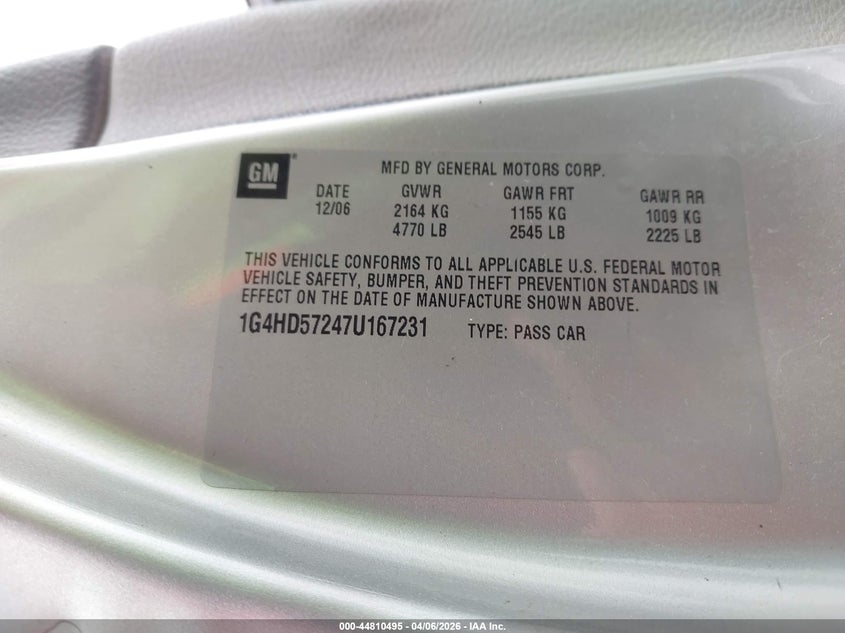 GM
MFD BY GENERAL MOTORS CORP.
DATE GVWR GAWR FRT GAWR RR
12/06 2164 KG 1155 KG 1009 KG
4770 LB 2545 LB 2225 LB
THIS VEHICLE CONFORMS TO ALL APPLICABLE U.S. FEDERAL MOTOR
VEHICLE SAFETY, BUMPER, AND THEFT PREVENTION STANDARDS IN
EFFECT ON THE DATE OF MANUFACTURE SHOWN ABOVE.
1G4HD57247U167231 TYPE: PASS CAR
000-44810495 - 04/06/2026 - IAA Inc.